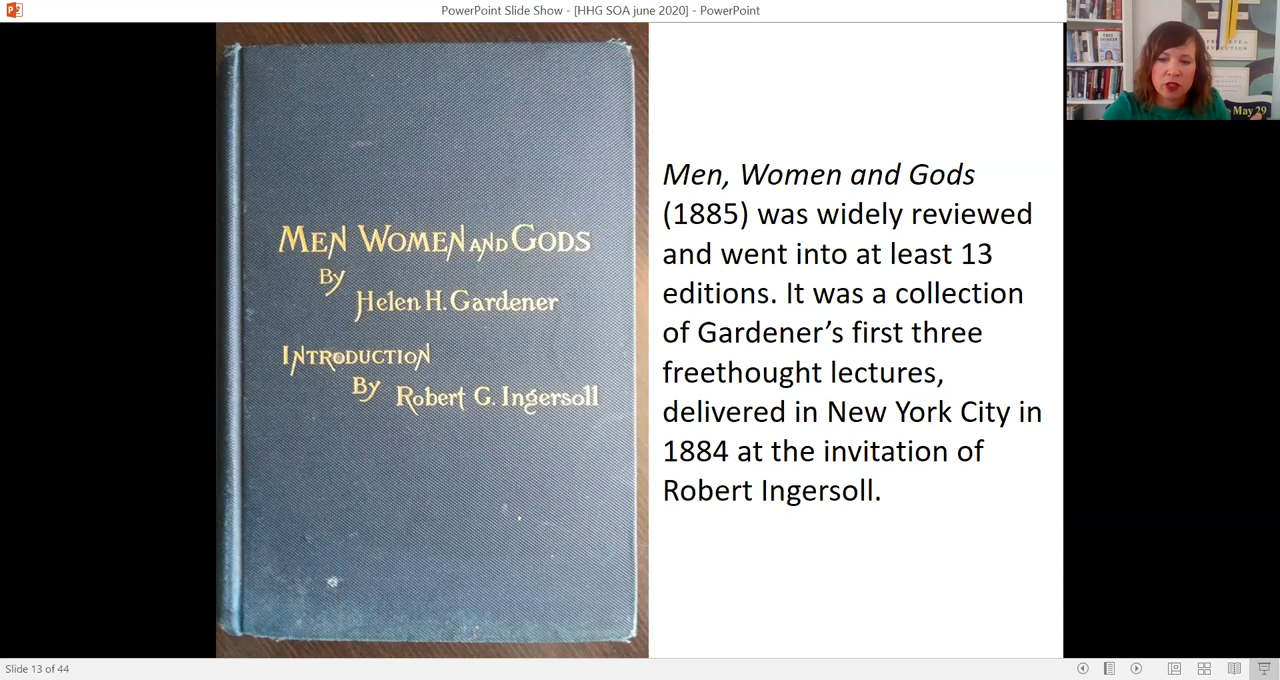 PowerPoint Slide Show - [HHG SOA june 2020] - PowerPoint
MEN WOMEN AND GODS
By
Helen H. Gardener
INTRODUCTION
By
Robert G. Ingersoll
Men, Women and Gods
(1885) was widely reviewed
and went into at least 13
editions. It was a collection
of Gardener’s first three
freethought lectures,
delivered in New York City in
1884 at the invitation of
Robert Ingersoll.
May 29
Slide 13 of 44